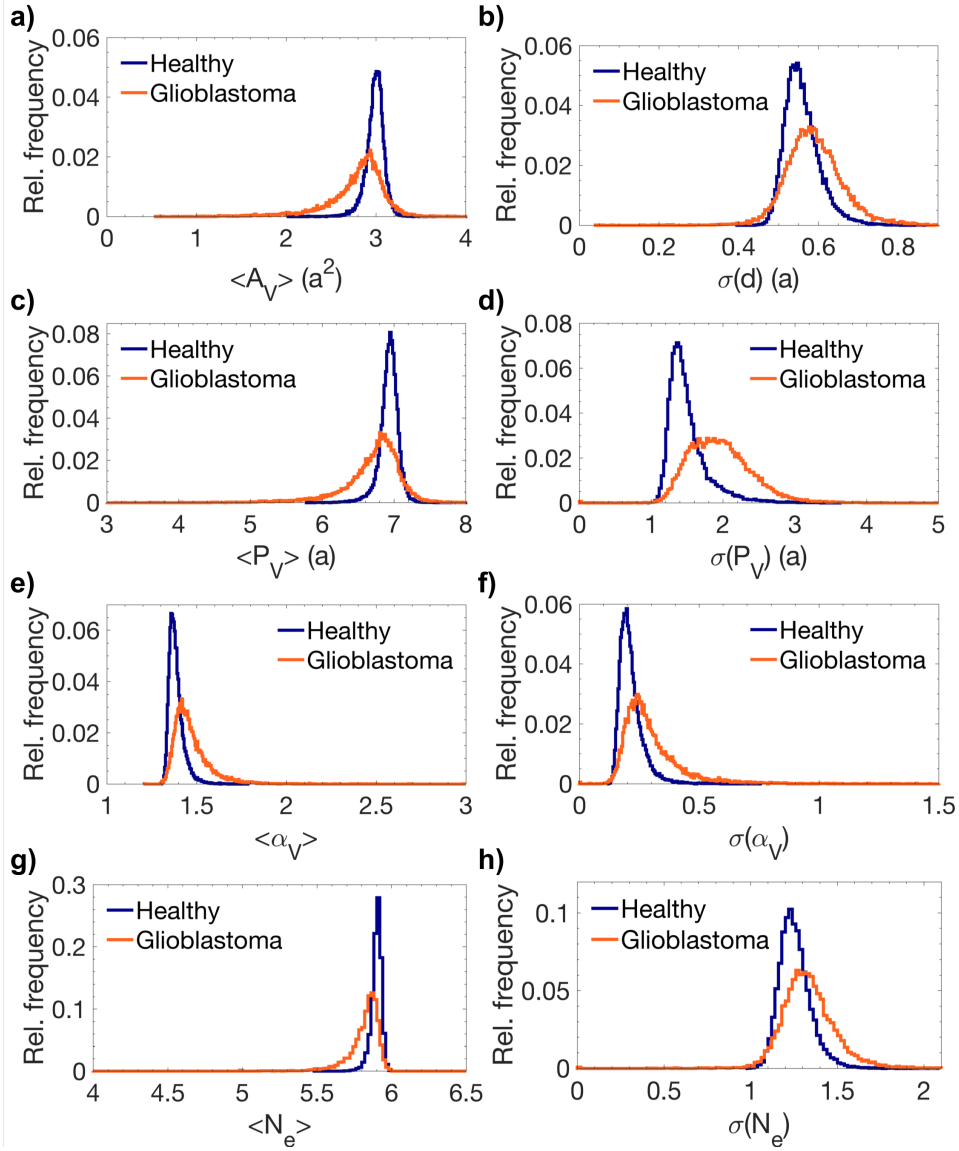 a)
0.06
0.04
0.02
0
Rel. frequency
Healthy
Glioblastoma
0 1 2 3 4
<A_V> (a^2)
b)
0.06
0.04
0.02
0
Rel. frequency
Healthy
Glioblastoma
0 0.2 0.4 0.6 0.8
σ(d) (a)
c)
0.08
0.06
0.04
0.02
0
Rel. frequency
Healthy
Glioblastoma
3 4 5 6 7 8
<P_V> (a)
d)
0.08
0.06
0.04
0.02
0
Rel. frequency
Healthy
Glioblastoma
0 1 2 3 4 5
σ(P_V) (a)
e)
0.06
0.04
0.02
0
Rel. frequency
Healthy
Glioblastoma
1 1.5 2 2.5 3
<α_V>
f)
0.06
0.04
0.02
0
Rel. frequency
Healthy
Glioblastoma
0 0.5 1 1.5
σ(α_V)
g)
0.3
0.2
0.1
0
Rel. frequency
Healthy
Glioblastoma
4 4.5 5 5.5 6 6.5
<N_e>
h)
0.1
0.05
0
Rel. frequency
Healthy
Glioblastoma
0 0.5 1 1.5 2
σ(N_e)